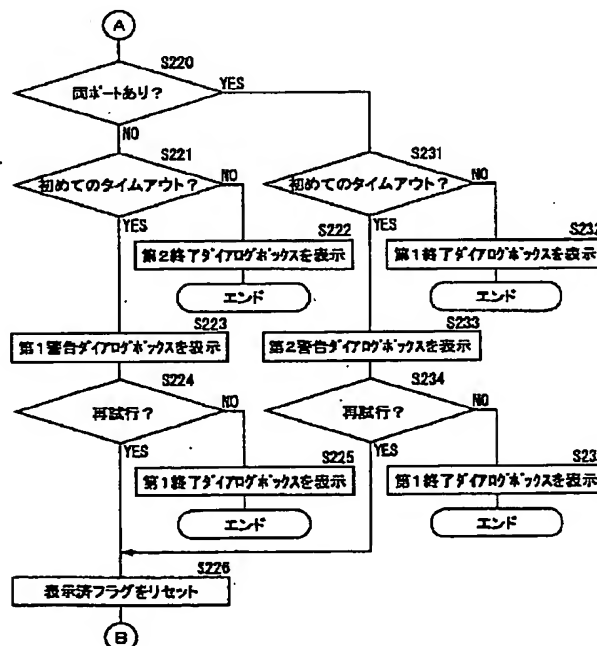 A
S220
両ポートあり?
YES
NO
S221
初めてのタイムアウト?
NO
YES
S231
初めてのタイムアウト?
NO
YES
S222
第2終了ダイアログボックスを表示
エンド
S232
第1終了ダイアログボックスを表示
エンド
S223
第1警告ダイアログボックスを表示
S233
第2警告ダイアログボックスを表示
S224
再試行?
NO
YES
S234
再試行?
NO
YES
S225
第1終了ダイアログボックスを表示
エンド
第1終了ダイアログボックスを表示
エンド
S226
表示済フラグをリセット
B